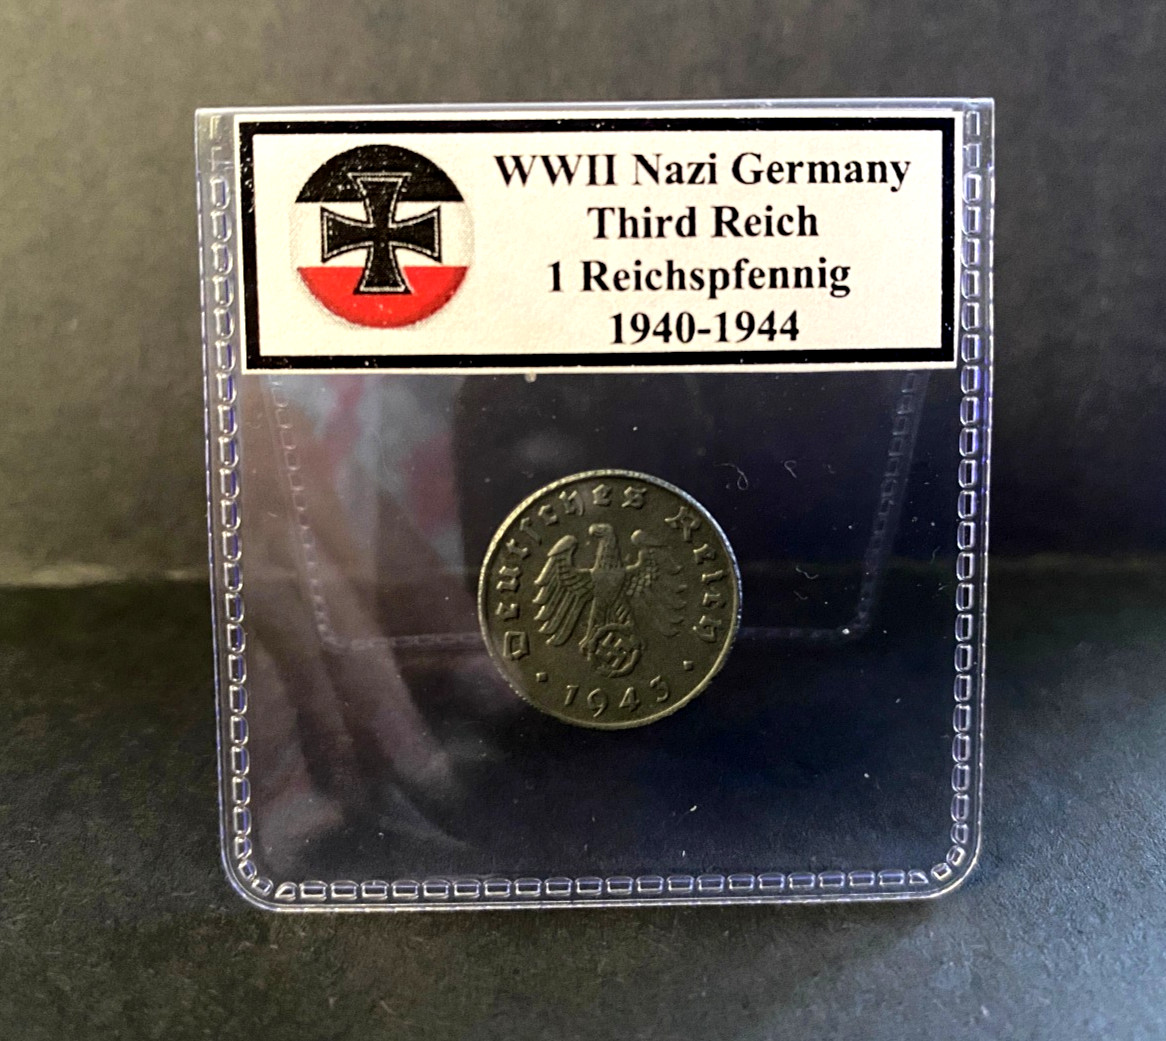 WWII Nazi Germany
Third Reich
1 Reichspfennig
1940-1944
Deutsches Reich
• 1943 •